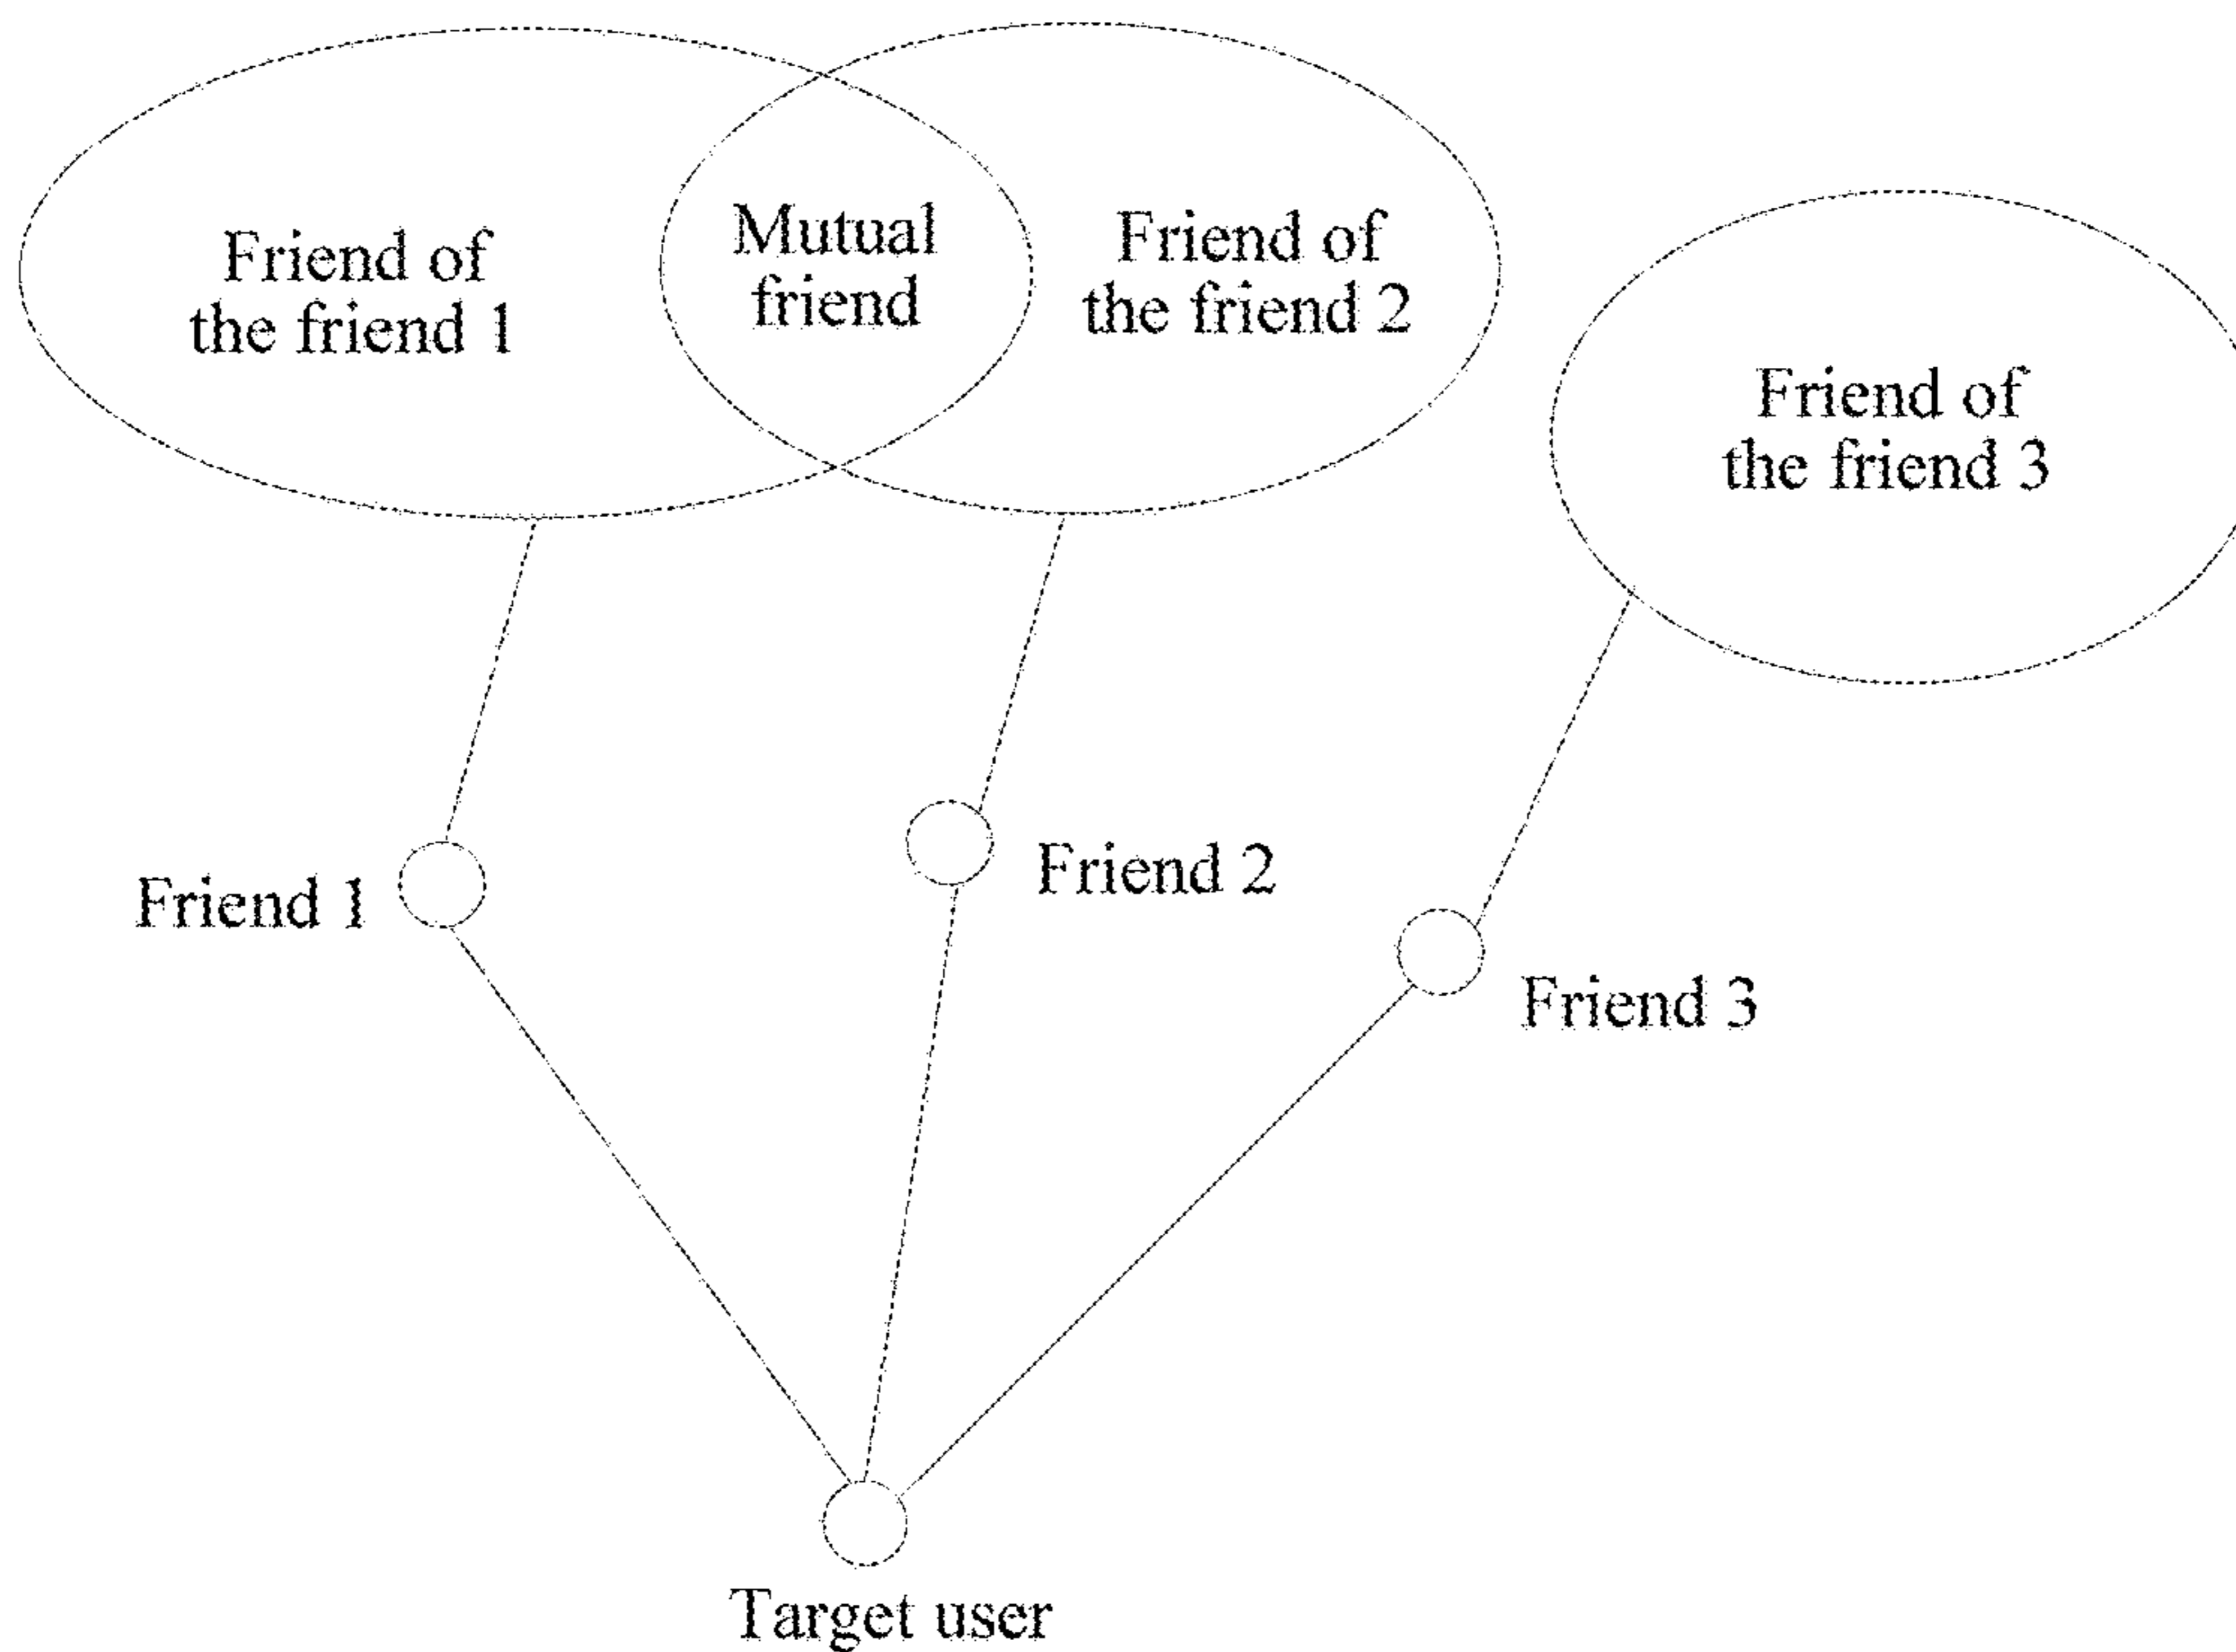 Friend of
the friend 1
Mutual
friend
Friend of
the friend 2
Friend of
the friend 3
Friend 1
Friend 2
Friend 3
Target user